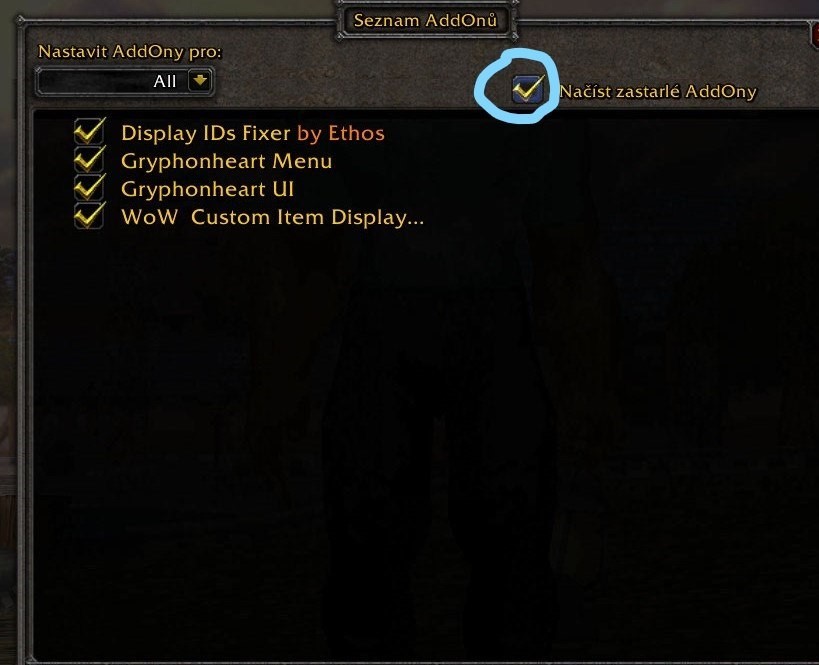 Seznam AddOnů
Nastavit AddOny pro:
All
Načíst zastarlé AddOny
Display IDs Fixer by Ethos
Gryphonheart Menu
Gryphonheart UI
WoW Custom Item Display...